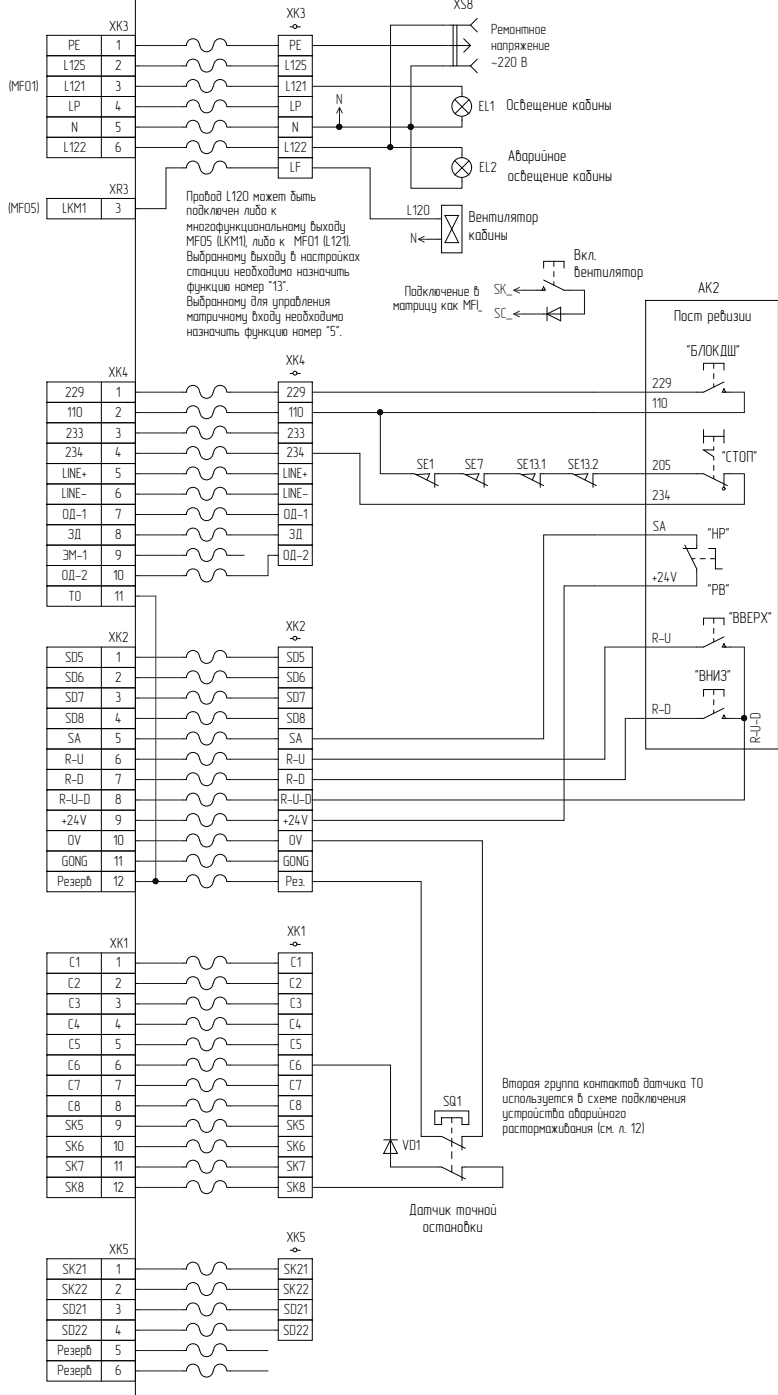 XS8
XK3
XK3
PE 1 PE
L125 2 L125
(MF01) L121 3 L121
LP 4 LP
N 5 N
L122 6 L122
LF
N
Ремонтное
напряжение
~220 В
EL1 Освещение кабины
EL2 Аварийное
освещение кабины
XR3
(MF05) LKM1 3
Провод L120 может быть
подключен либо к
многофункциональному выходу
MF05 (LKM1), либо к MF01 (L121).
Выбранному выходу в настройках
станции необходимо назначить
функцию номер "13".
Выбранному для управления
матричному входу необходимо
назначить функцию номер "5".
L120
N
Вентилятор
кабины
Вкл.
вентилятор
Подключение в
матрицу как MFI_
SK_
SC_
AK2
Пост ревизии
"БЛОКДШ"
229
110
"СТОП"
205
234
SA
"НР"
+24V
"РВ"
"ВВЕРХ"
R-U
"ВНИЗ"
R-D
R-U-D
SE1 SE7 SE13.1 SE13.2
XK4
XK4
229 1 229
110 2 110
233 3 233
234 4 234
LINE+ 5 LINE+
LINE- 6 LINE-
ОД-1 7 ОД-1
ЗД 8 ЗД
ЭМ-1 9 ОД-2
ОД-2 10
ТО 11
XK2
XK2
SD5 1 SD5
SD6 2 SD6
SD7 3 SD7
SD8 4 SD8
SA 5 SA
R-U 6 R-U
R-D 7 R-D
R-U-D 8 R-U-D
+24V 9 +24V
0V 10 0V
GONG 11 GONG
Резерв 12 Рез.
XK1
XK1
C1 1 C1
C2 2 C2
C3 3 C3
C4 4 C4
C5 5 C5
C6 6 C6
C7 7 C7
C8 8 C8
SK5 9 SK5
SK6 10 SK6
SK7 11 SK7
SK8 12 SK8
VD1
SQ1
Датчик точной
остановки
Вторая группа контактов датчика ТО
используется в схеме подключения
устройства аварийного
растормаживания (см. л. 12)
XK5
XK5
SK21 1 SK21
SK22 2 SK22
SD21 3 SD21
SD22 4 SD22
Резерв 5
Резерв 6